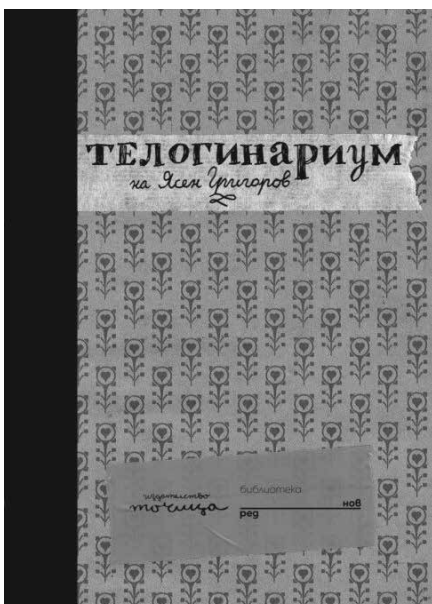 телогинариум
на Ясен Григоров
издателство
точица
библиотека
нов
ред